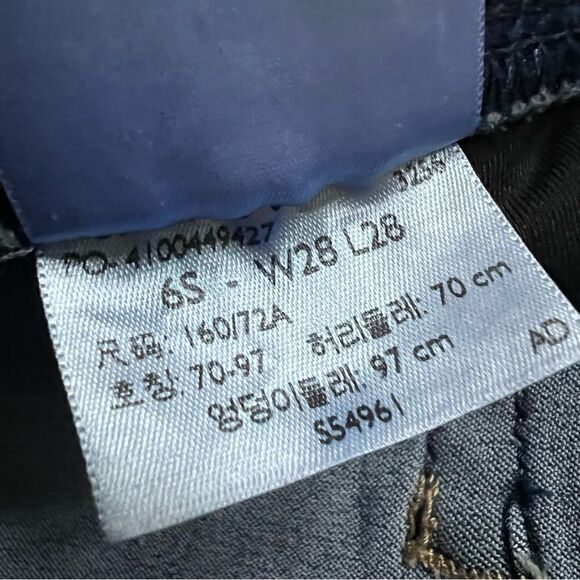 PO- 4100449427
6S - W28 L28
尺码: 160/72A
호칭: 70-97 허리둘레: 70 cm
엉덩이둘레: 97 cm
S54961 AD